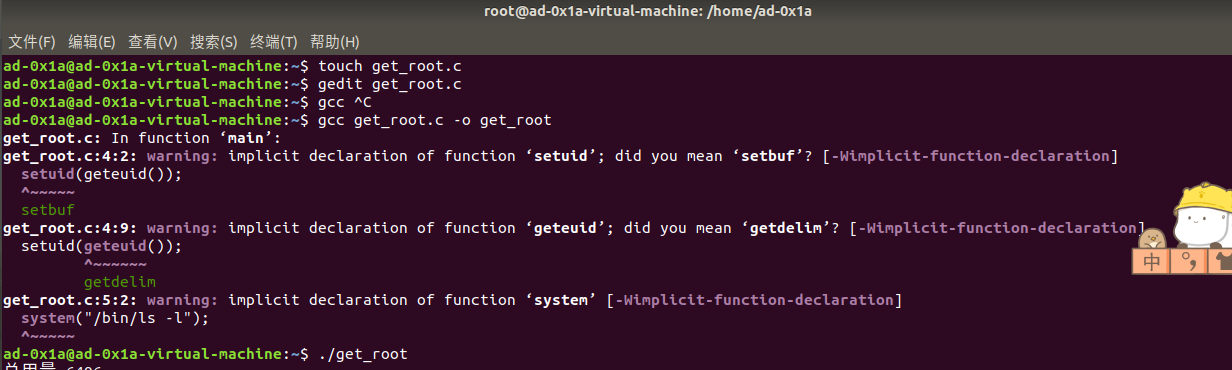 root@ad-0x1a-virtual-machine: /home/ad-0x1a
文件(F) 编辑(E) 查看(V) 搜索(S) 终端(T) 帮助(H)
ad-0x1a@ad-0x1a-virtual-machine:~$ touch get_root.c
ad-0x1a@ad-0x1a-virtual-machine:~$ gedit get_root.c
ad-0x1a@ad-0x1a-virtual-machine:~$ gcc ^C
ad-0x1a@ad-0x1a-virtual-machine:~$ gcc get_root.c -o get_root
get_root.c: In function ‘main’:
get_root.c:4:2: warning: implicit declaration of function ‘setuid’; did you mean ‘setbuf’? [-Wimplicit-function-declaration]
setuid(geteuid());
^~~~~~
setbuf
get_root.c:4:9: warning: implicit declaration of function ‘geteuid’; did you mean ‘getdelim’? [-Wimplicit-function-declaration]
setuid(geteuid());
^~~~~~~
getdelim
get_root.c:5:2: warning: implicit declaration of function ‘system’ [-Wimplicit-function-declaration]
system("/bin/ls -l");
^~~~~~
ad-0x1a@ad-0x1a-virtual-machine:~$ ./get_root
总用量
中 °,